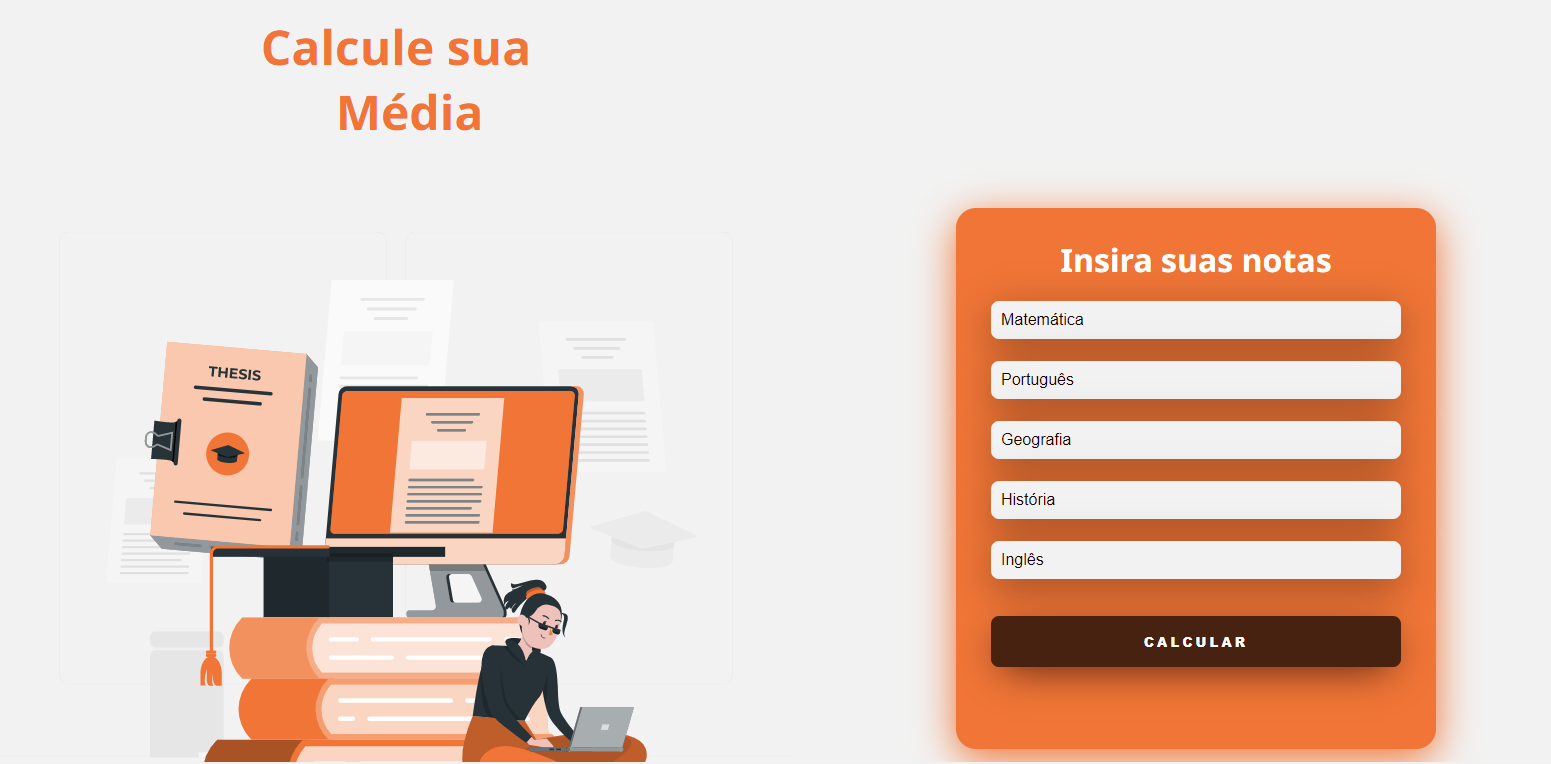 Calcule sua
Média
THESIS
Insira suas notas
Matemática
Português
Geografia
História
Inglês
CALCULAR